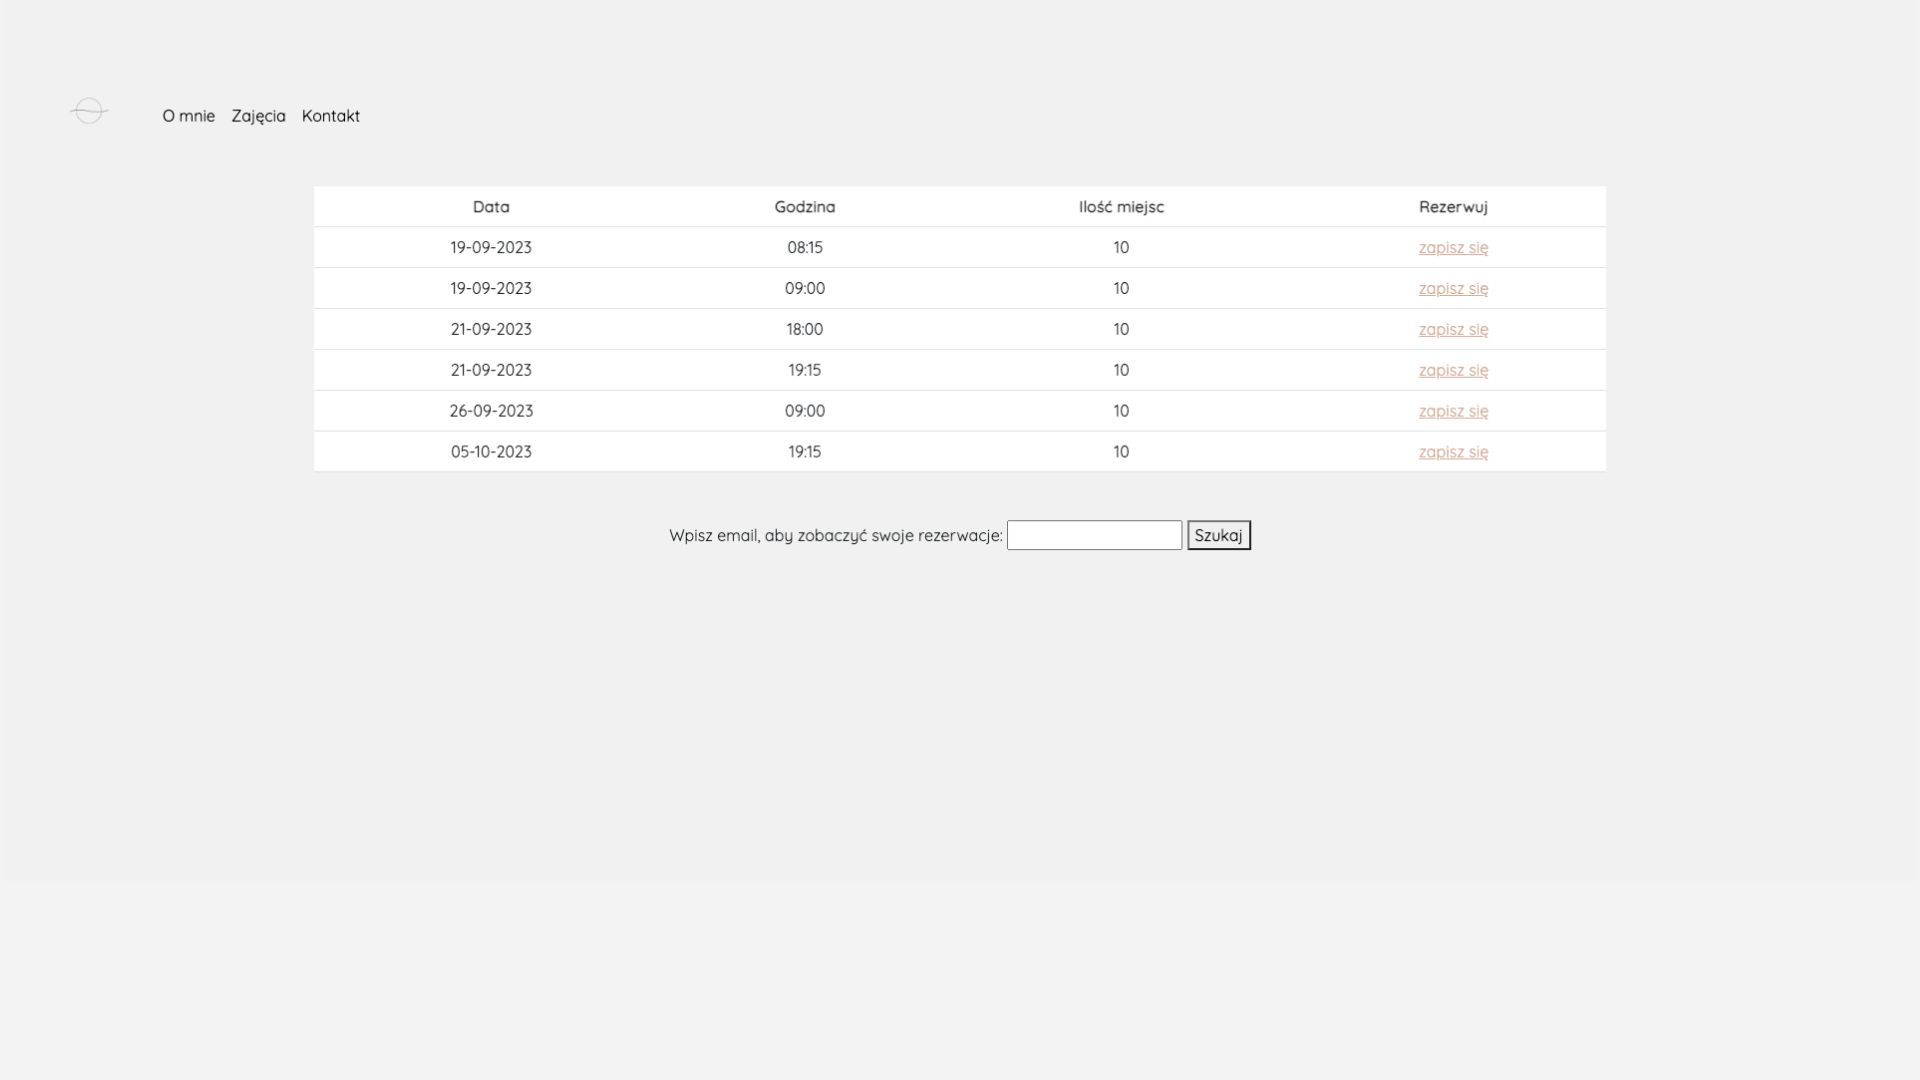 O mnie Zajęcia Kontakt
Data Godzina Ilość miejsc Rezerwuj
19-09-2023 08:15 10 zapisz się
19-09-2023 09:00 10 zapisz się
21-09-2023 18:00 10 zapisz się
21-09-2023 19:15 10 zapisz się
26-09-2023 09:00 10 zapisz się
05-10-2023 19:15 10 zapisz się
Wpisz email, aby zobaczyć swoje rezerwacje: Szukaj